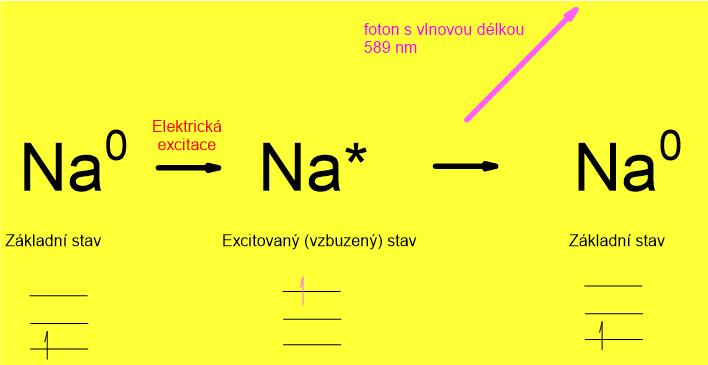 foton s vlnovou délkou
589 nm
Elektrická
excitace
Na⁰
Na*
Na⁰
Základní stav
Excitovaný (vzbuzený) stav
Základní stav